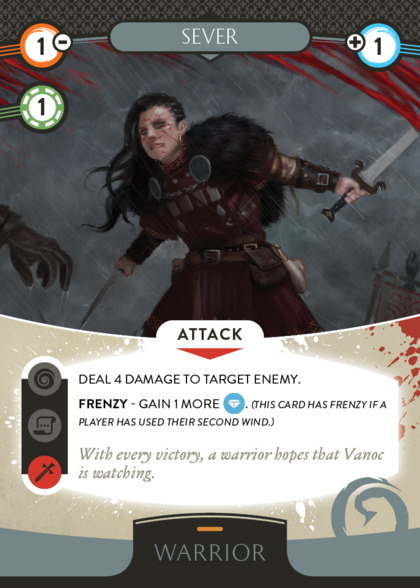 SEVER
1 -
+ 1
1
ATTACK
DEAL 4 DAMAGE TO TARGET ENEMY.
FRENZY - GAIN 1 MORE . (THIS CARD HAS FRENZY IF A
PLAYER HAS USED THEIR SECOND WIND.)
With every victory, a warrior hopes that Vanoc
is watching.
WARRIOR